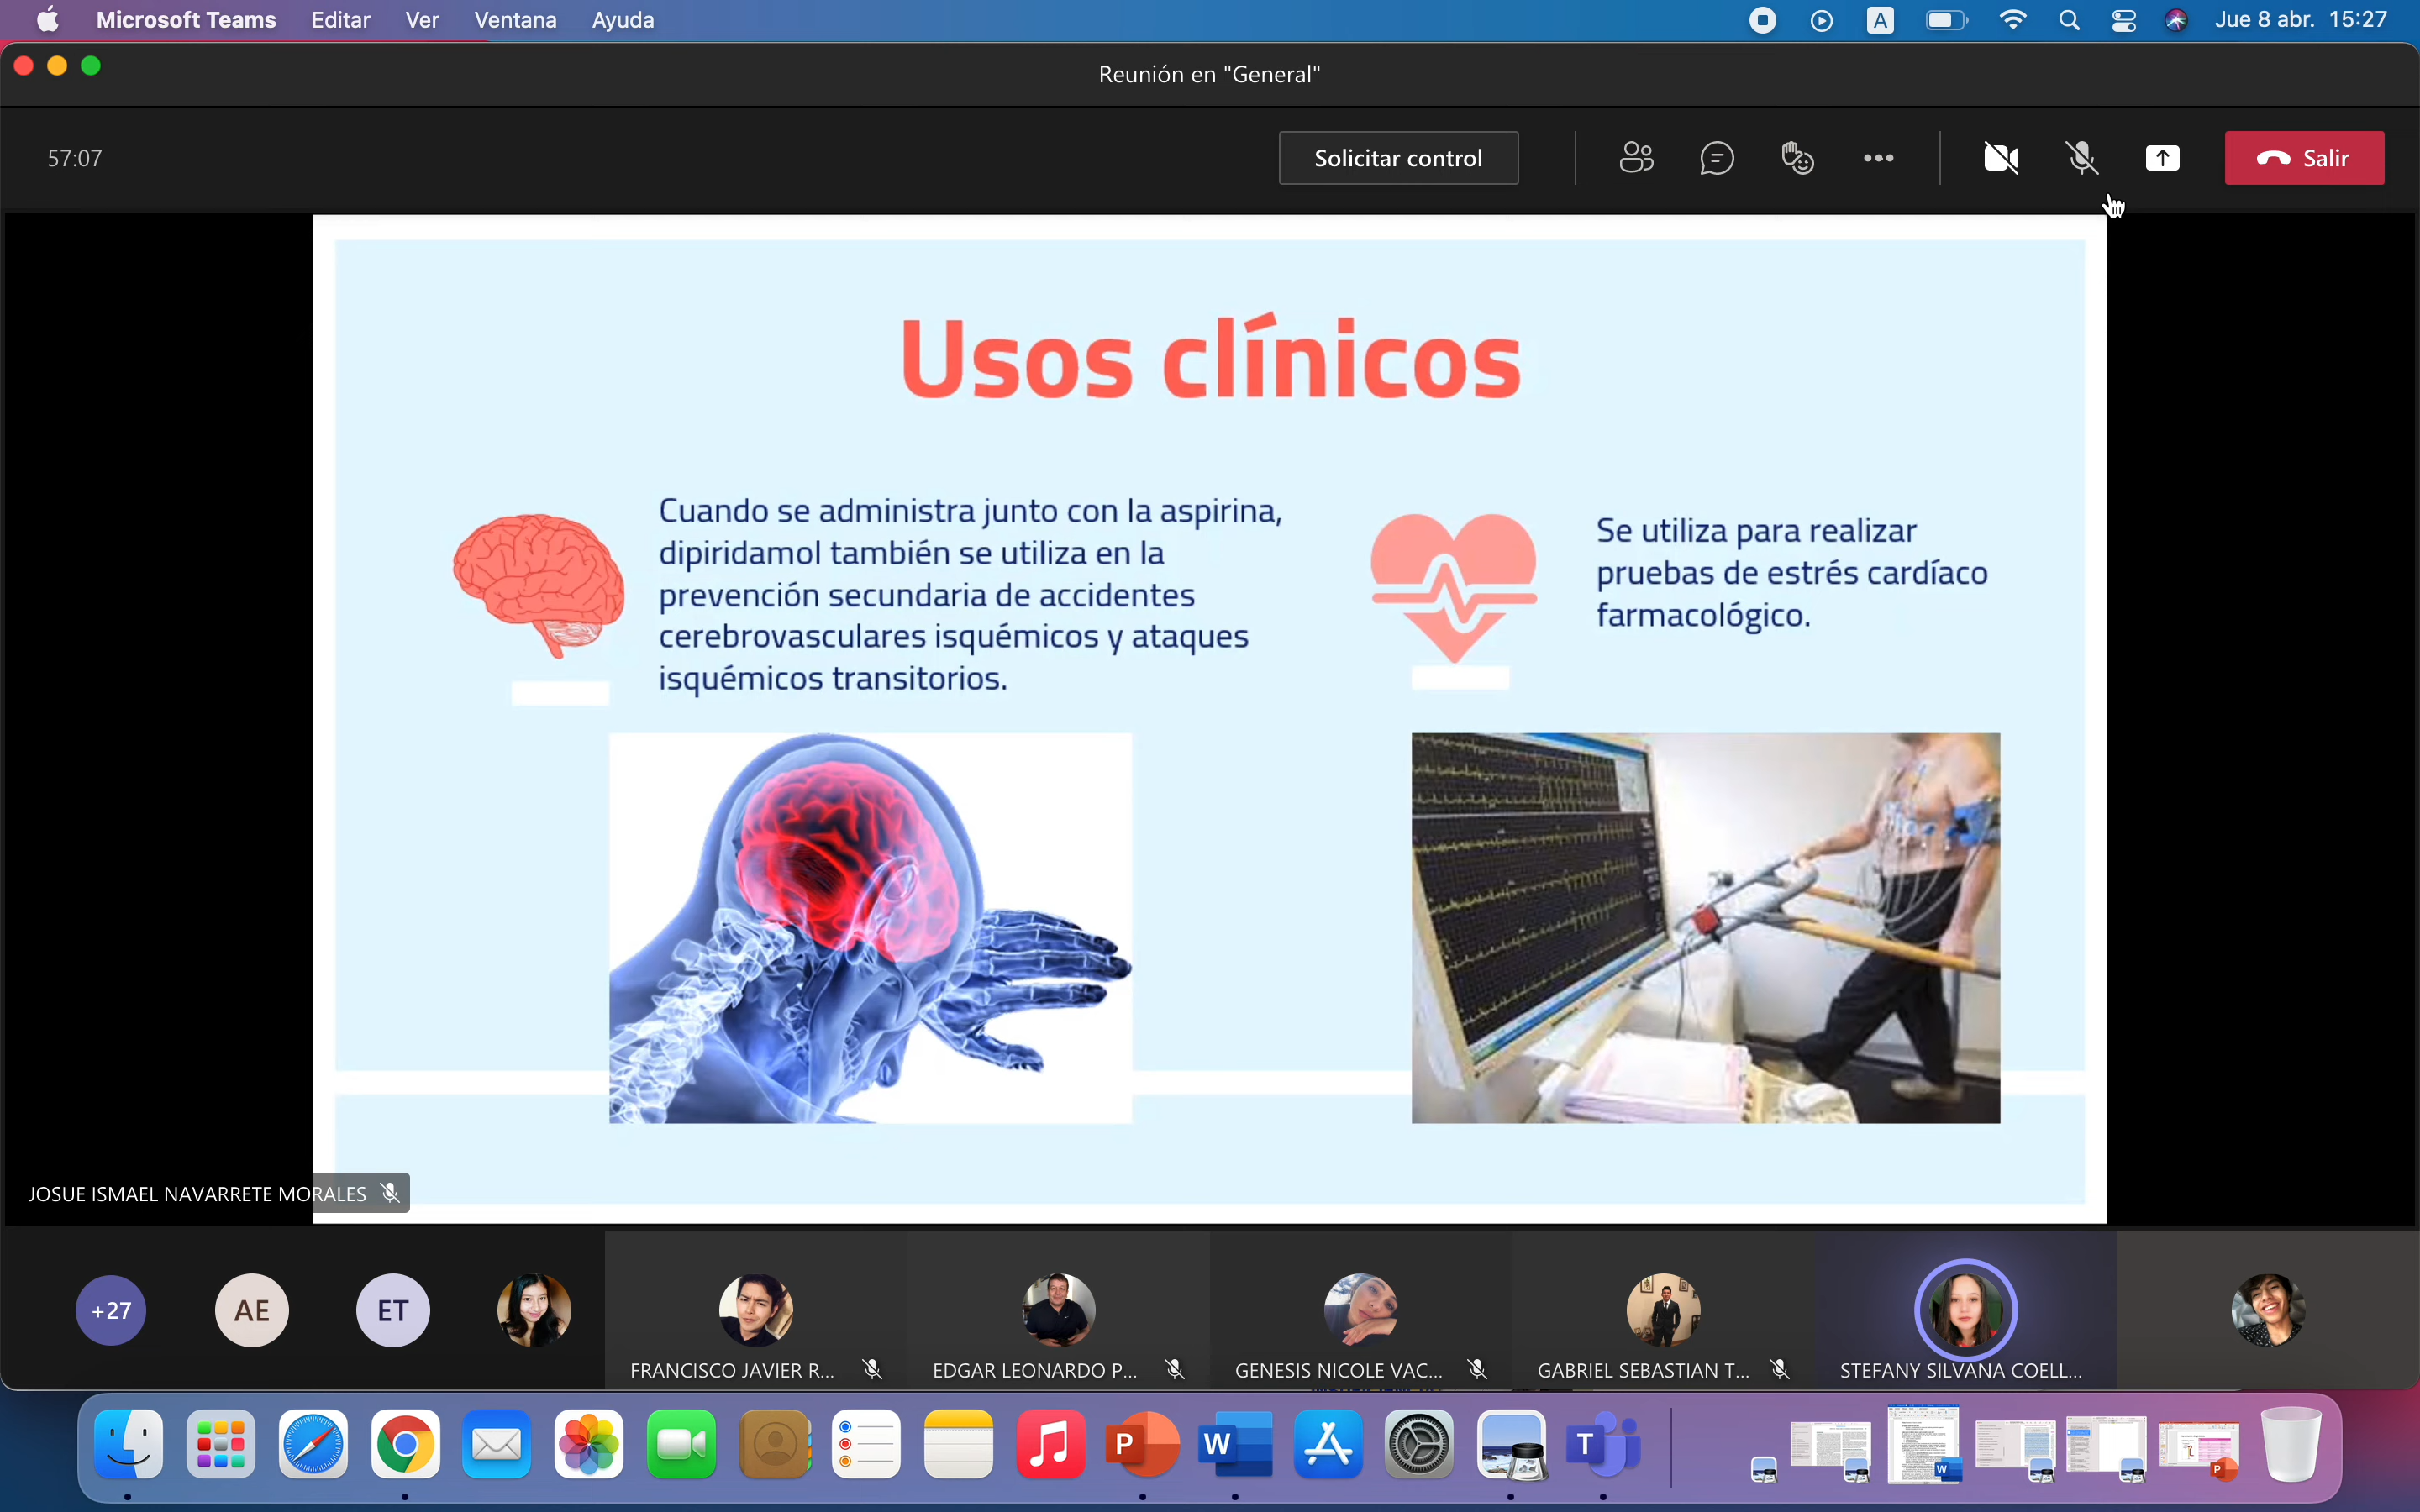 Microsoft Teams Editar Ver Ventana Ayuda
A
Jue 8 abr. 15:27
Reunión en "General"
57:07
Solicitar control
Salir
Usos clínicos
Cuando se administra junto con la aspirina,
dipiridamol también se utiliza en la
prevención secundaria de accidentes
cerebrovasculares isquémicos y ataques
isquémicos transitorios.
Se utiliza para realizar
pruebas de estrés cardíaco
farmacológico.
JOSUE ISMAEL NAVARRETE MORALES
+27
AE
ET
FRANCISCO JAVIER R...
EDGAR LEONARDO P...
GENESIS NICOLE VAC...
GABRIEL SEBASTIAN T...
STEFANY SILVANA COELL...
P
W
T
W
P